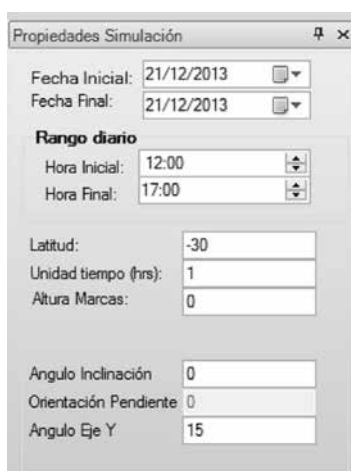 Propiedades Simulación
Fecha Inicial: 21/12/2013
Fecha Final: 21/12/2013
Rango diario
Hora Inicial: 12:00
Hora Final: 17:00
Latitud: -30
Unidad tiempo (hrs): 1
Altura Marcas: 0
Angulo Inclinación 0
Orientación Pendiente 0
Angulo Eje Y 15